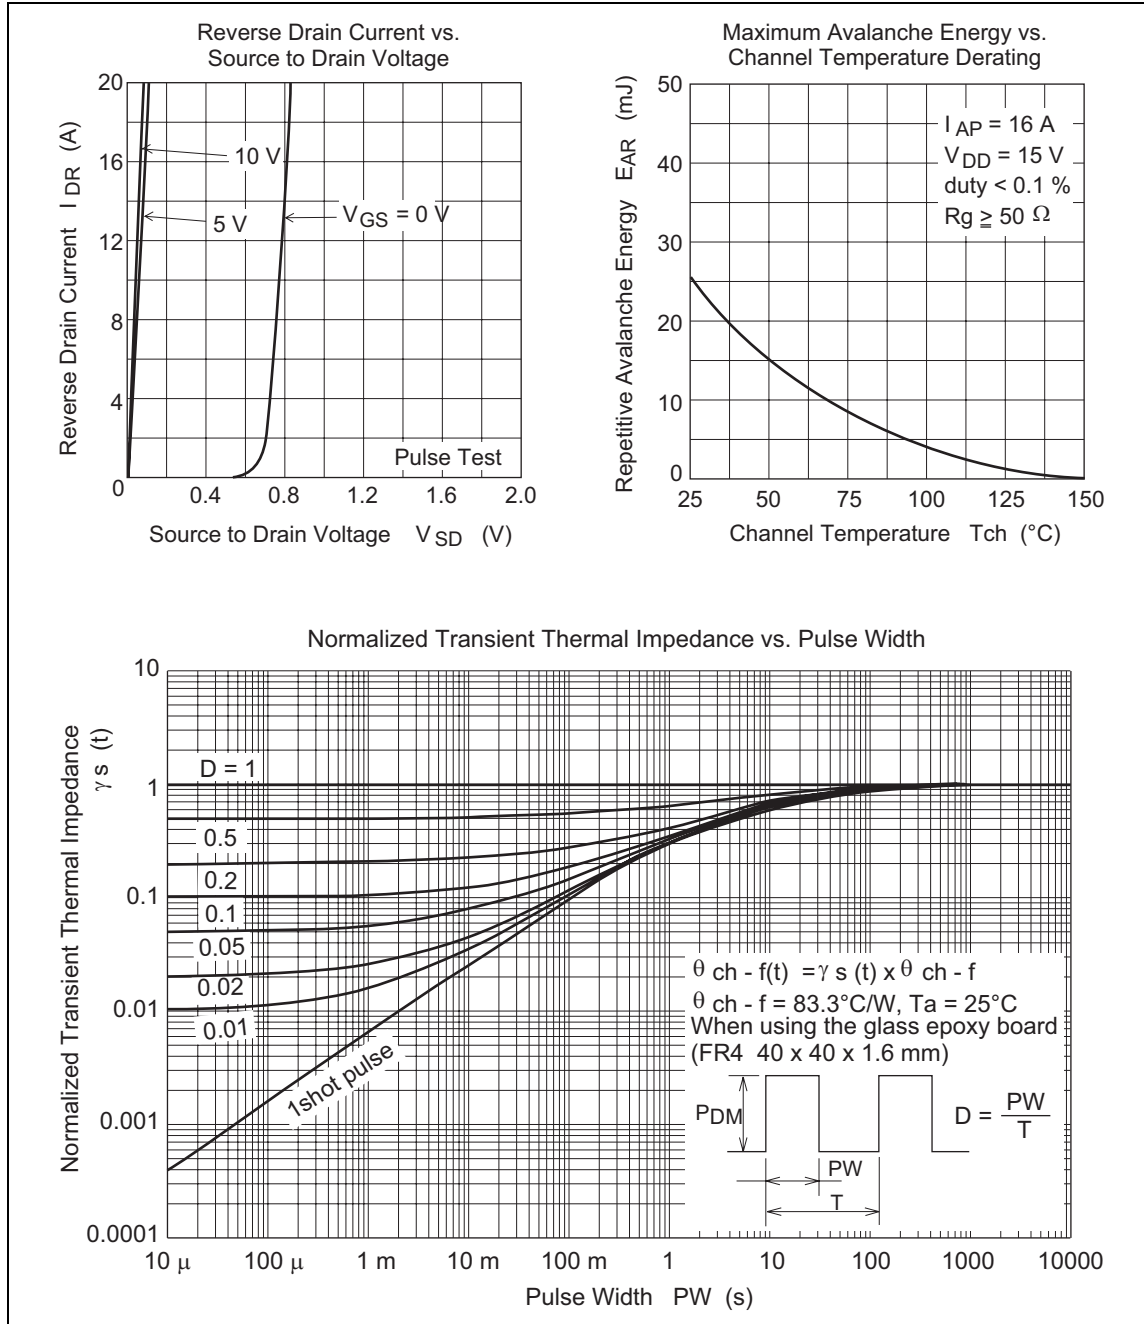 Reverse Drain Current vs.
Source to Drain Voltage
20
16
12
8
4
0
Reverse Drain Current I DR (A)
10 V
5 V
V GS = 0 V
Pulse Test
0.4 0.8 1.2 1.6 2.0
Source to Drain Voltage V SD (V)
Maximum Avalanche Energy vs.
Channel Temperature Derating
50
40
30
20
10
0
Repetitive Avalanche Energy EAR (mJ)
I AP = 16 A
V DD = 15 V
duty < 0.1 %
Rg ≧ 50 Ω
25 50 75 100 125 150
Channel Temperature Tch (°C)
Normalized Transient Thermal Impedance vs. Pulse Width
10
1
0.1
0.01
0.001
0.0001
Normalized Transient Thermal Impedance
γ s (t)
D = 1
0.5
0.2
0.1
0.05
0.02
0.01
1shot pulse
θ ch - f(t) = γ s (t) x θ ch - f
θ ch - f = 83.3°C/W, Ta = 25°C
When using the glass epoxy board
(FR4 40 x 40 x 1.6 mm)
PDM
PW
T
D = PW
T
10 μ 100 μ 1 m 10 m 100 m 1 10 100 1000 10000
Pulse Width PW (s)